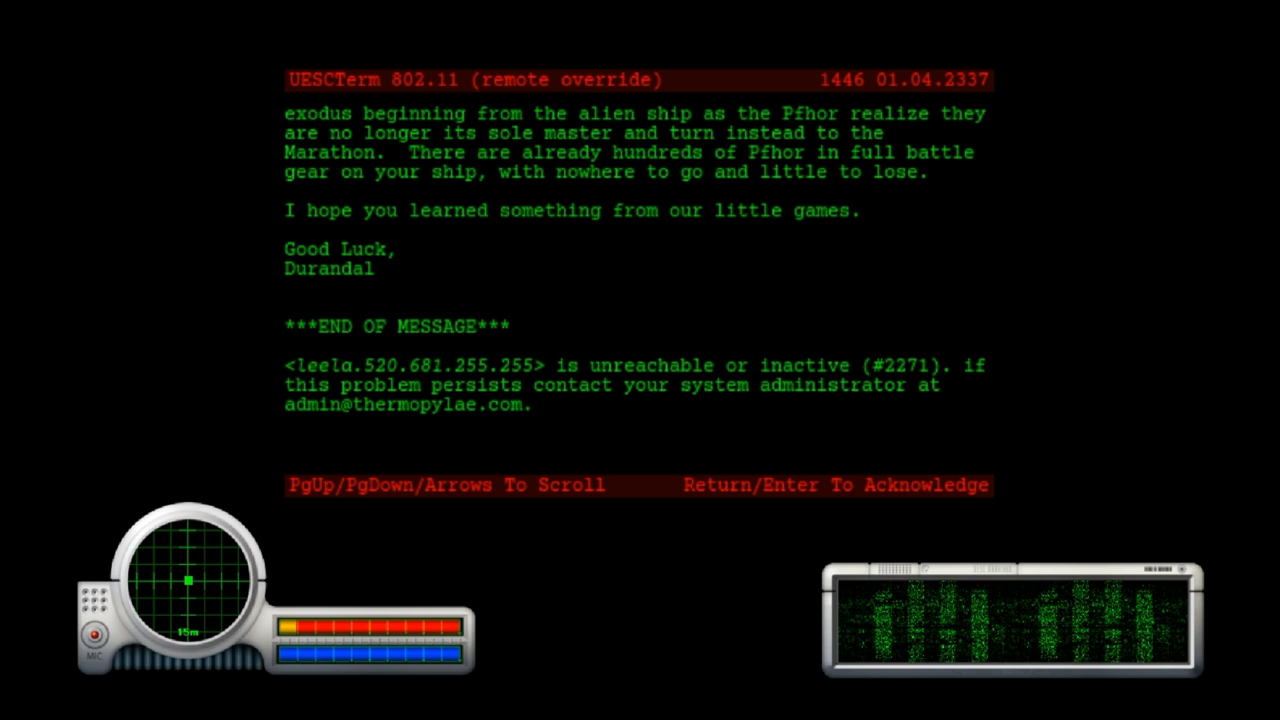 UESCTerm 802.11 (remote override) 1446 01.04.2337
exodus beginning from the alien ship as the Pfhor realize they
are no longer its sole master and turn instead to the
Marathon.  There are already hundreds of Pfhor in full battle
gear on your ship, with nowhere to go and little to lose.
I hope you learned something from our little games.
Good Luck,
Durandal
***END OF MESSAGE***
<leela.520.681.255.255> is unreachable or inactive (#2271). if
this problem persists contact your system administrator at
admin@thermopylae.com.
PgUp/PgDown/Arrows To Scroll Return/Enter To Acknowledge
15m
MIC